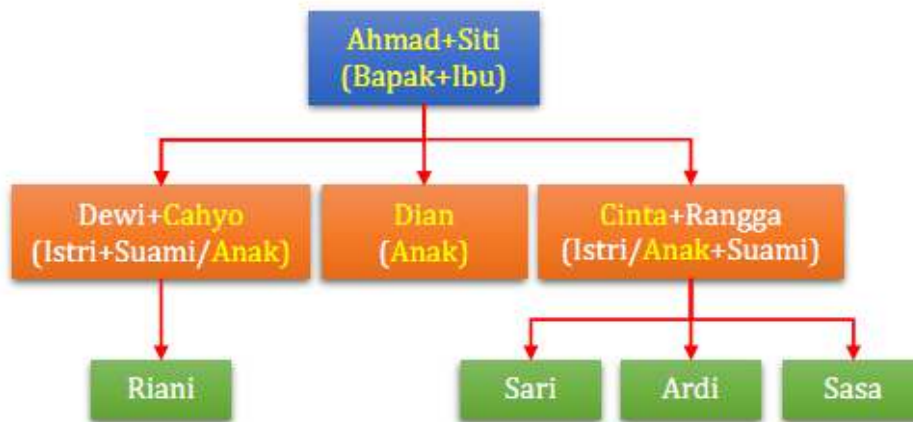 Ahmad+Siti
(Bapak+Ibu)
Dewi+Cahyo
(Istri+Suami/Anak)
Dian
(Anak)
Cinta+Rangga
(Istri/Anak+Suami)
Riani
Sari
Ardi
Sasa